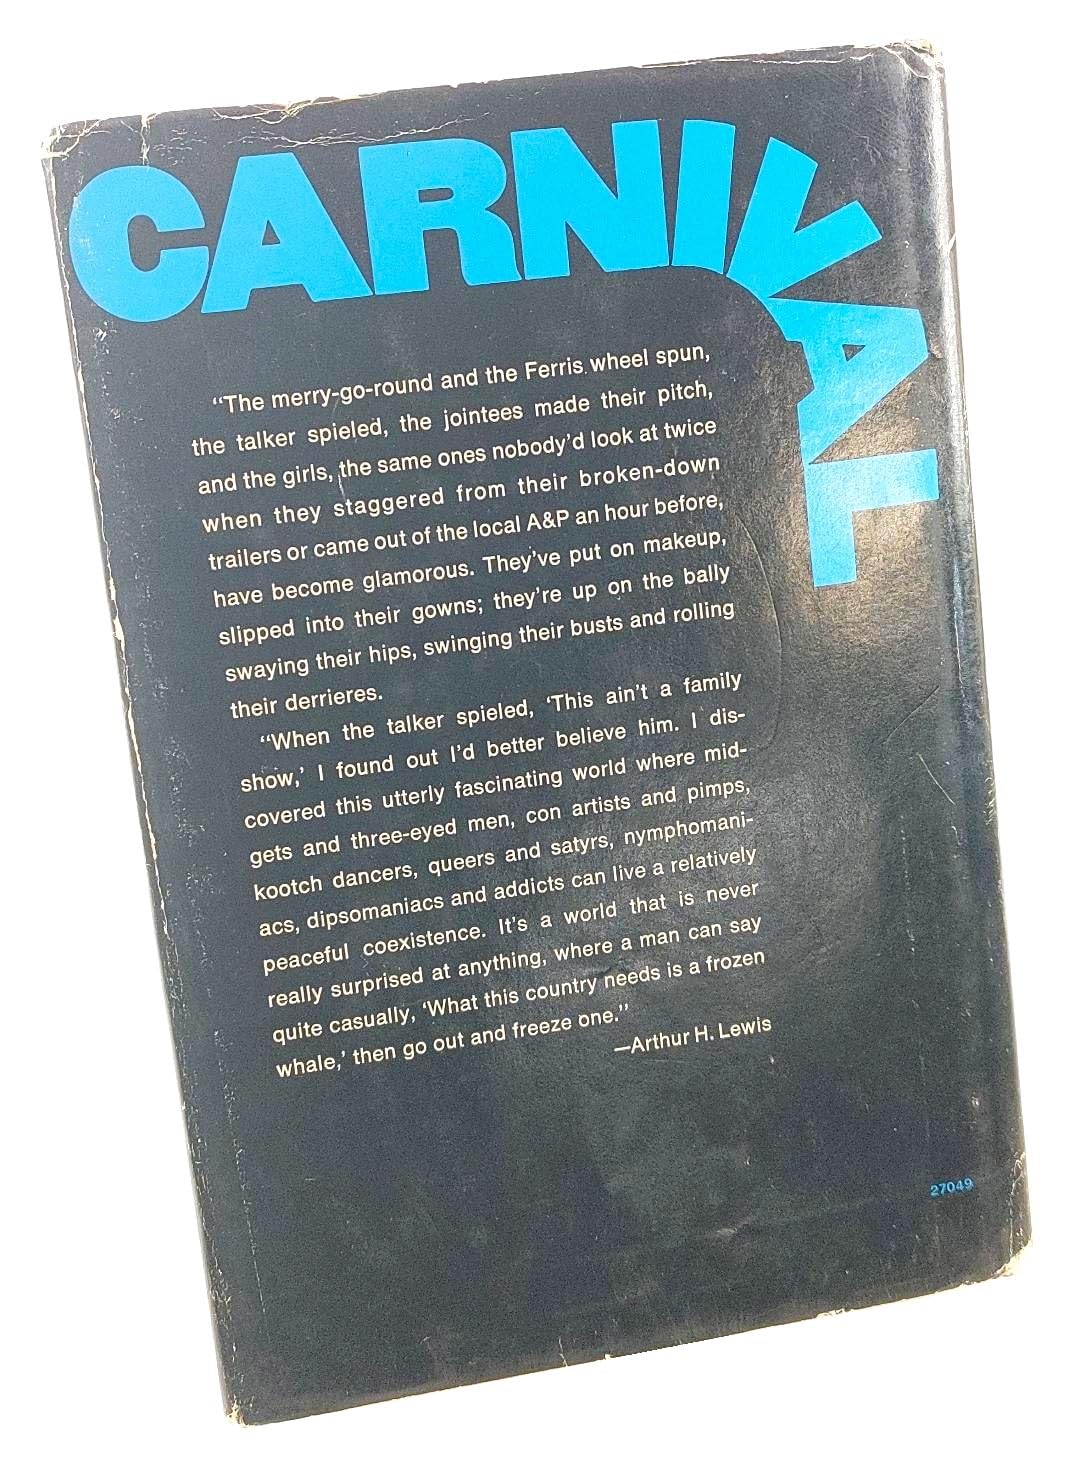 CARNIVAL
“The merry-go-round and the Ferris wheel spun,
the talker spieled, the jointees made their pitch,
and the girls, the same ones nobody’d look at twice
when they staggered from their broken-down
trailers or came out of the local A&P an hour before,
have become glamorous. They’ve put on makeup,
slipped into their gowns; they’re up on the bally
swaying their hips, swinging their busts and rolling
their derrieres.
“When the talker spieled, ‘This ain’t a family
show,’ I found out I’d better believe him. I dis-
covered this utterly fascinating world where mid-
gets and three-eyed men, con artists and pimps,
kootch dancers, queers and satyrs, nymphomani-
acs, dipsomaniacs and addicts can live a relatively
peaceful coexistence. It’s a world that is never
really surprised at anything, where a man can say
quite casually, ‘What this country needs is a frozen
whale,’ then go out and freeze one.”
—Arthur H. Lewis
27049